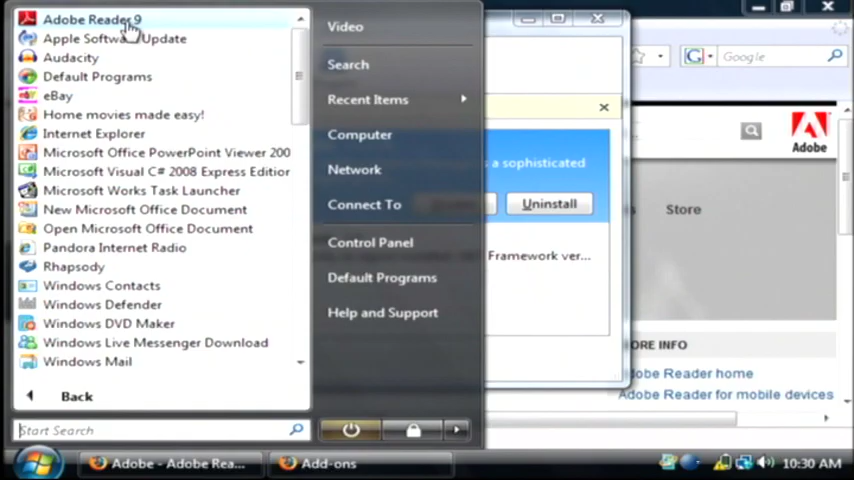 Adobe Reader 9
Apple Software Update
Audacity
Default Programs
eBay
Home movies made easy!
Internet Explorer
Microsoft Office PowerPoint Viewer 200
Microsoft Visual C# 2008 Express Edition
Microsoft Works Task Launcher
New Microsoft Office Document
Open Microsoft Office Document
Pandora Internet Radio
Rhapsody
Windows Contacts
Windows Defender
Windows DVD Maker
Windows Live Messenger Download
Windows Mail
Back
Start Search
Video
Search
Recent Items
Computer
Network
Connect To
Control Panel
Default Programs
Help and Support
s a sophisticated
Uninstall
Framework ver...
Google
Adobe
Store
ORE INFO
dobe Reader home
Adobe Reader for mobile devices
Adobe - Adobe Rea...
Add-ons
10:30 AM